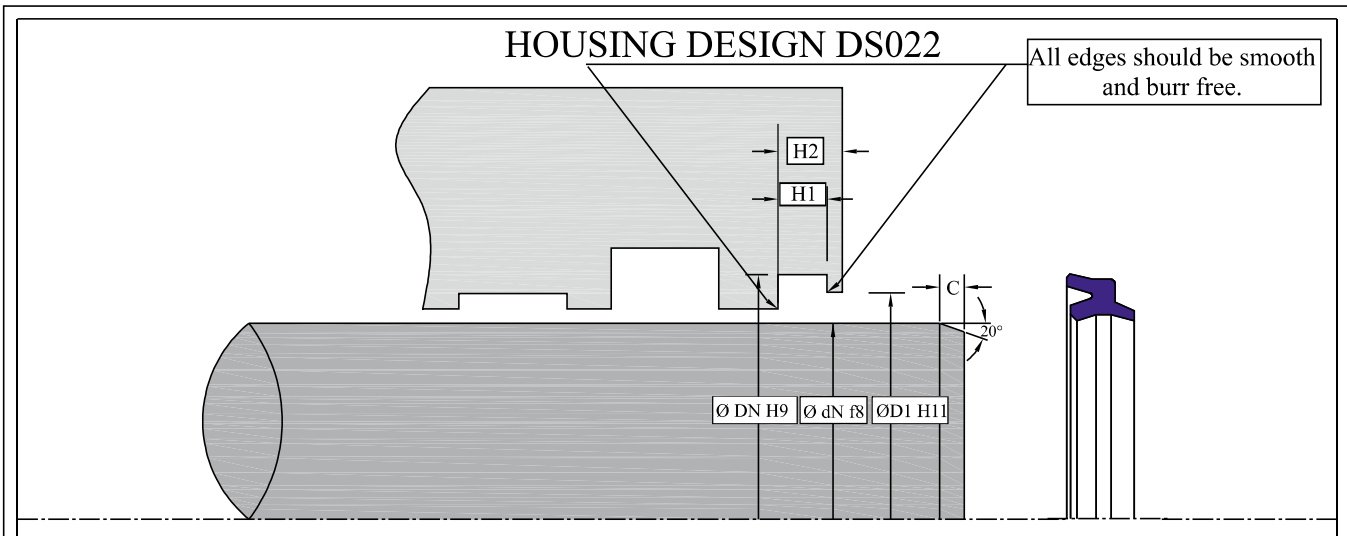 HOUSING DESIGN DS022
All edges should be smooth
and burr free.
H2
H1
C
20°
Ø DN H9
Ø dN f8
ØD1 H11